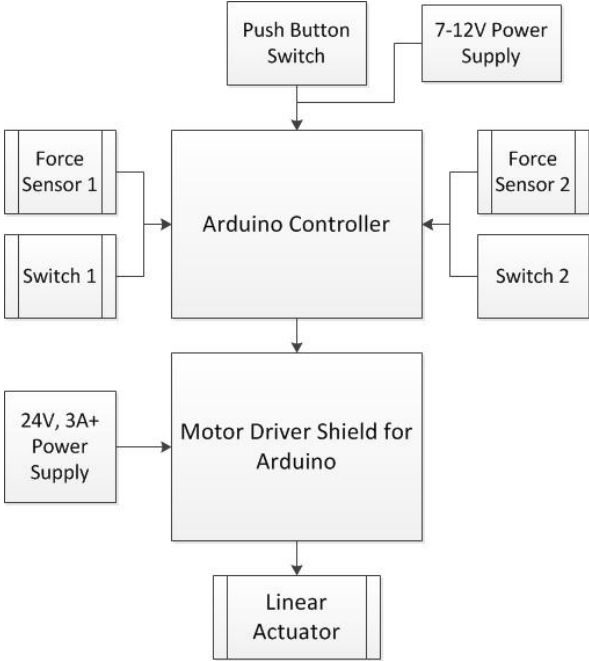 Push Button
Switch
7-12V Power
Supply
Force
Sensor 1
Arduino Controller
Force
Sensor 2
Switch 1
Switch 2
24V, 3A+
Power
Supply
Motor Driver Shield for
Arduino
Linear
Actuator